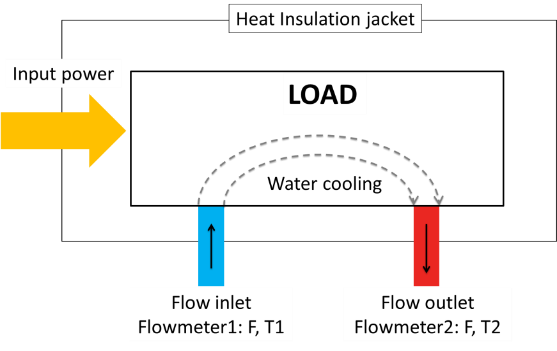 Heat Insulation jacket
Input power
LOAD
Water cooling
Flow inlet
Flowmeter1: F, T1
Flow outlet
Flowmeter2: F, T2